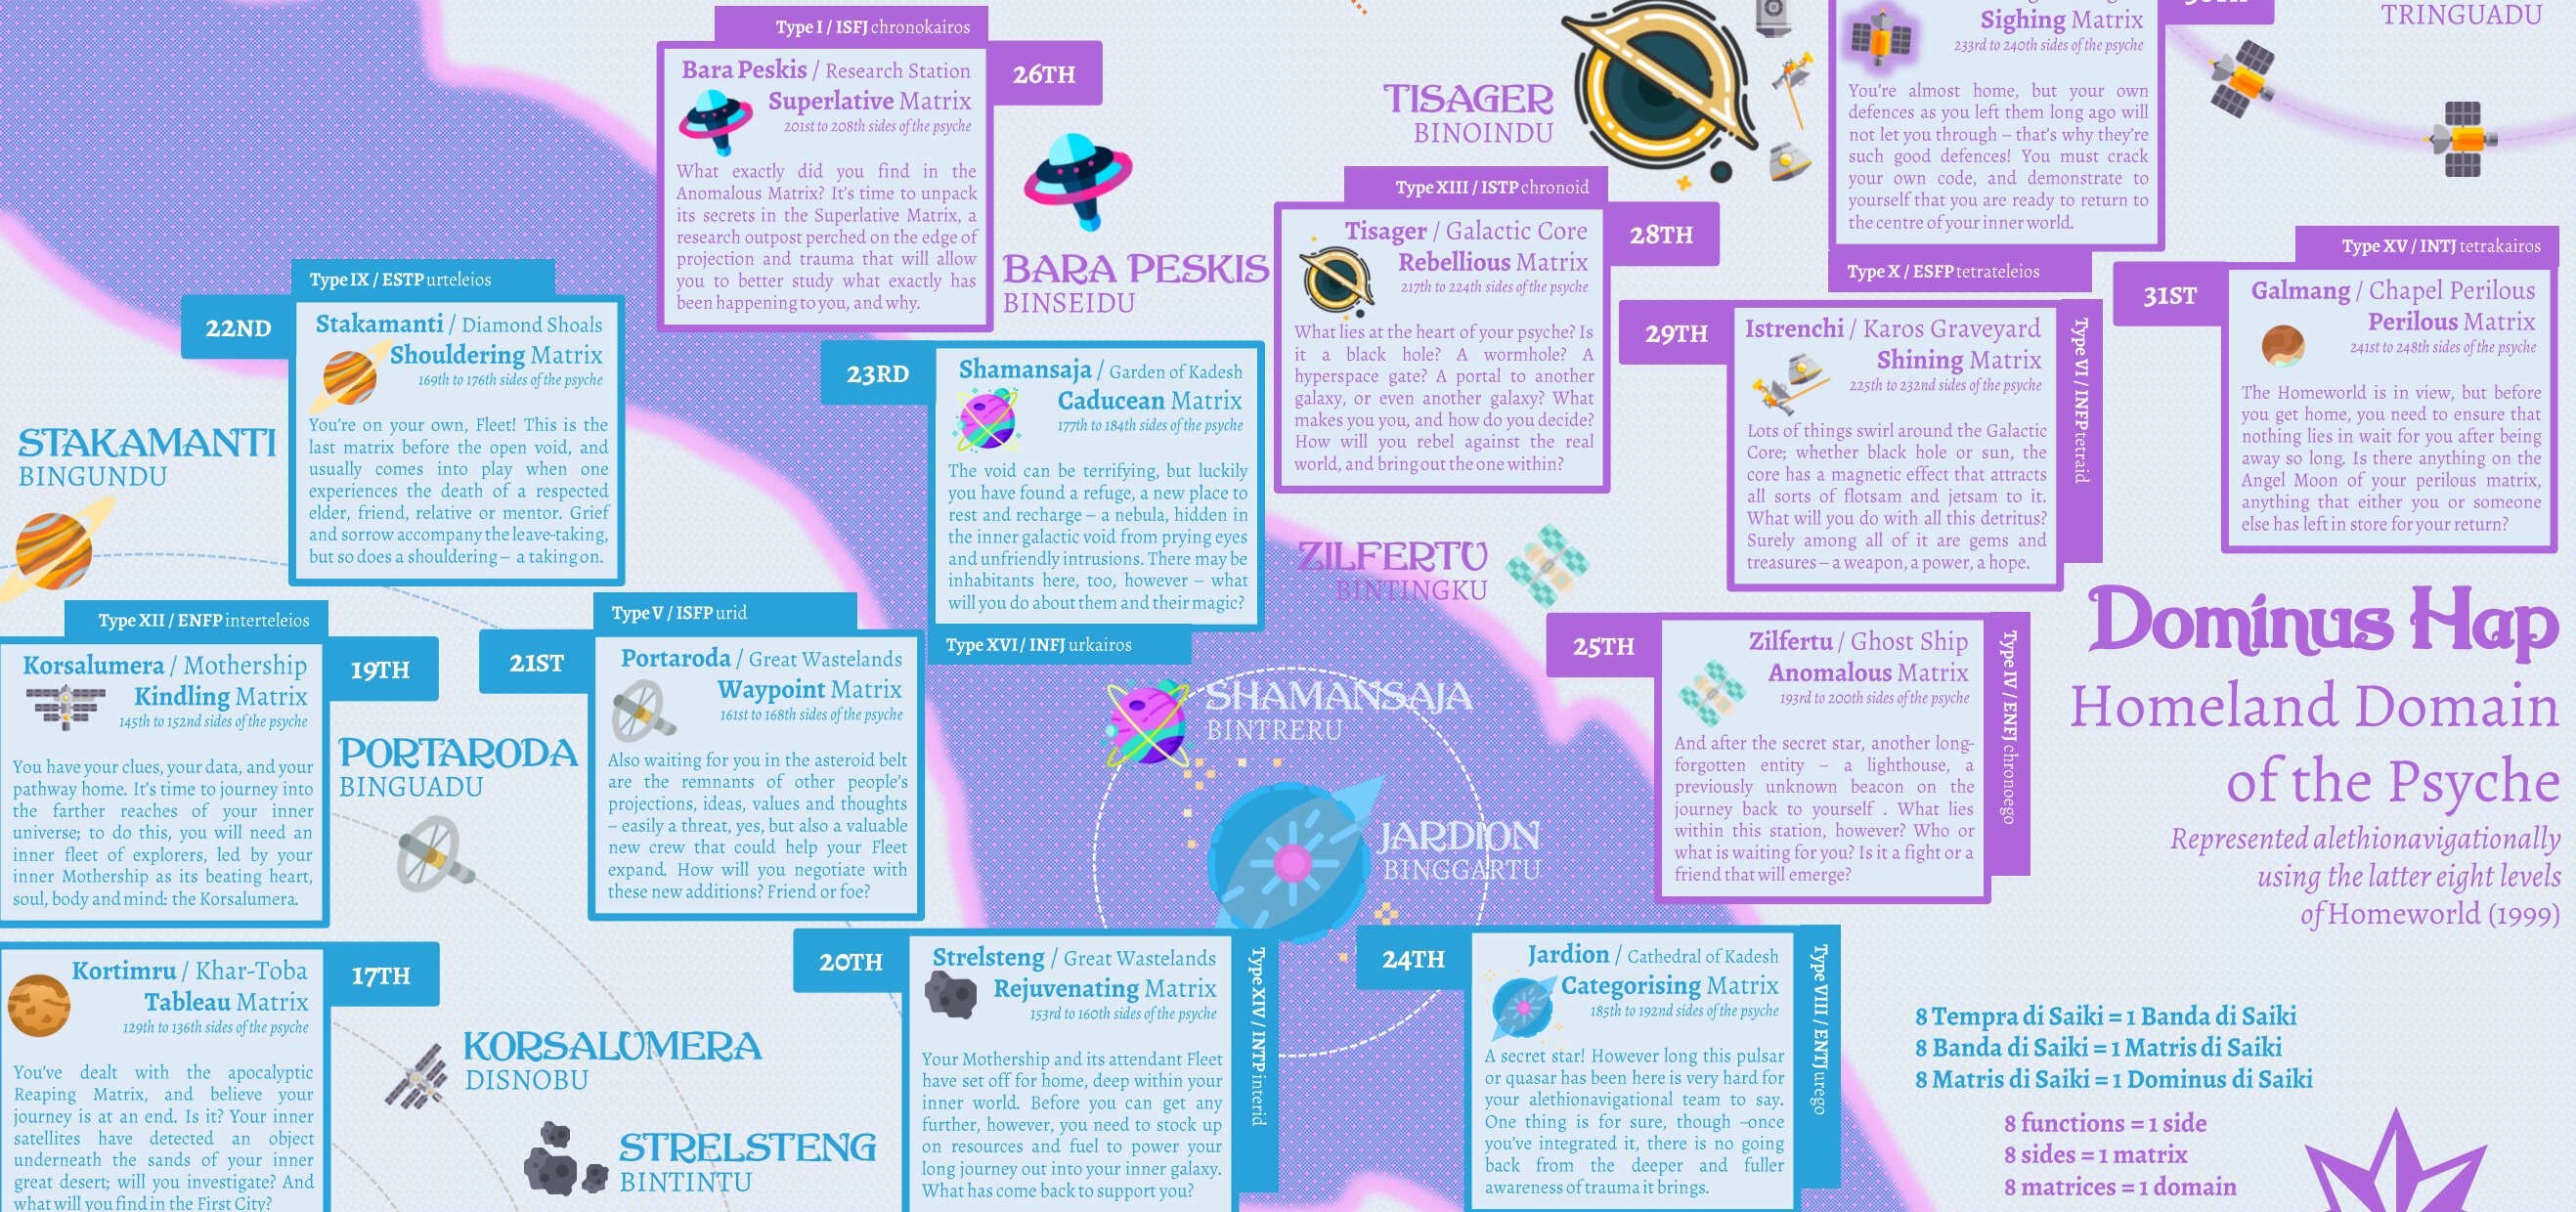 Type I / ISFJ chronokairos
Bara Peskis / Research Station
Superlative Matrix
201st to 208th sides of the psyche
What exactly did you find in the
Anomalous Matrix? It's time to unpack
its secrets in the Superlative Matrix, a
research outpost perched on the edge of
projection and trauma that will allow
you to better study what exactly has
been happening to you, and why.
26TH
BARA PESKIS
BINSEIDU
TISAGER
BINOINDU
Type XIII / ISTP chronoid
Tisager / Galactic Core
Rebellious Matrix
217th to 224th sides of the psyche
What lies at the heart of your psyche? Is
it a black hole? A wormhole? A
hyperspace gate? A portal to another
galaxy, or even another galaxy? What
makes you you, and how do you decide?
How will you rebel against the real
world, and bring out the one within?
28TH
Sighing Matrix
233rd to 240th sides of the psyche
You're almost home, but your own
defences as you left them long ago will
not let you through – that's why they're
such good defences! You must crack
your own code, and demonstrate to
yourself that you are ready to return to
the centre of your inner world.
Type X / ESFP tetrateleios
TRINGUADU
29TH
Istrenchi / Karos Graveyard
Shining Matrix
225th to 232nd sides of the psyche
Lots of things swirl around the Galactic
Core; whether black hole or sun, the
core has a magnetic effect that attracts
all sorts of flotsam and jetsam to it.
What will you do with all this detritus?
Surely among all of it are gems and
treasures – a weapon, a power, a hope.
Type VI / INFP tetraid
Type XV / INTJ tetrakairos
31ST
Galmang / Chapel Perilous
Perilous Matrix
241st to 248th sides of the psyche
The Homeworld is in view, but before
you get home, you need to ensure that
nothing lies in wait for you after being
away so long. Is there anything on the
Angel Moon of your perilous matrix,
anything that either you or someone
else has left in store for your return?
Type IX / ESTP urteleios
22ND
Stakamanti / Diamond Shoals
Shouldering Matrix
169th to 176th sides of the psyche
You're on your own, Fleet! This is the
last matrix before the open void, and
usually comes into play when one
experiences the death of a respected
elder, friend, relative or mentor. Grief
and sorrow accompany the leave-taking,
but so does a shouldering – a taking on.
STAKAMANTI
BINGUNDU
23RD
Shamansaja / Garden of Kadesh
Caducean Matrix
177th to 184th sides of the psyche
The void can be terrifying, but luckily
you have found a refuge, a new place to
rest and recharge – a nebula, hidden in
the inner galactic void from prying eyes
and unfriendly intrusions. There may be
inhabitants here, too, however – what
will you do about them and their magic?
Type XVI / INFJ urkairos
ZILFERTU
BINTINGKU
25TH
Zilfertu / Ghost Ship
Anomalous Matrix
193rd to 200th sides of the psyche
And after the secret star, another long-
forgotten entity – a lighthouse, a
previously unknown beacon on the
journey back to yourself . What lies
within this station, however? Who or
what is waiting for you? Is it a fight or a
friend that will emerge?
Type IV / ENFJ chronoego
Dominus Hap
Homeland Domain
of the Psyche
Represented alethionavigationally
using the latter eight levels
of Homeworld (1999)
Type XII / ENFP interteleios
Korsalumera / Mothership
Kindling Matrix
145th to 152nd sides of the psyche
You have your clues, your data, and your
pathway home. It's time to journey into
the farther reaches of your inner
universe; to do this, you will need an
inner fleet of explorers, led by your
inner Mothership as its beating heart,
soul, body and mind: the Korsalumera.
19TH
PORTARODA
BINGUADU
Type V / ISFP urid
21ST
Portaroda / Great Wastelands
Waypoint Matrix
161st to 168th sides of the psyche
Also waiting for you in the asteroid belt
are the remnants of other people's
projections, ideas, values and thoughts
– easily a threat, yes, but also a valuable
new crew that could help your Fleet
expand. How will you negotiate with
these new additions? Friend or foe?
SHAMANSAJA
BINTRERU
JARDION
BINGGARTU
Kortimru / Khar-Toba
Tableau Matrix
129th to 136th sides of the psyche
You've dealt with the apocalyptic
Reaping Matrix, and believe your
journey is at an end. Is it? Your inner
satellites have detected an object
underneath the sands of your inner
great desert; will you investigate? And
what will you find in the First City?
17TH
KORSALUMERA
DISNOBU
STRELSTENG
BINTINTU
20TH
Strelsteng / Great Wastelands
Rejuvenating Matrix
153rd to 160th sides of the psyche
Your Mothership and its attendant Fleet
have set off for home, deep within your
inner world. Before you can get any
further, however, you need to stock up
on resources and fuel to power your
long journey out into your inner galaxy.
What has come back to support you?
Type XIV / INTP interid
24TH
Jardion / Cathedral of Kadesh
Categorising Matrix
185th to 192nd sides of the psyche
A secret star! However long this pulsar
or quasar has been here is very hard for
your alethionavigational team to say.
One thing is for sure, though –once
you've integrated it, there is no going
back from the deeper and fuller
awareness of trauma it brings.
Type VIII / ENTJ urego
8 Tempra di Saiki = 1 Banda di Saiki
8 Banda di Saiki = 1 Matris di Saiki
8 Matris di Saiki = 1 Dominus di Saiki
8 functions = 1 side
8 sides = 1 matrix
8 matrices = 1 domain